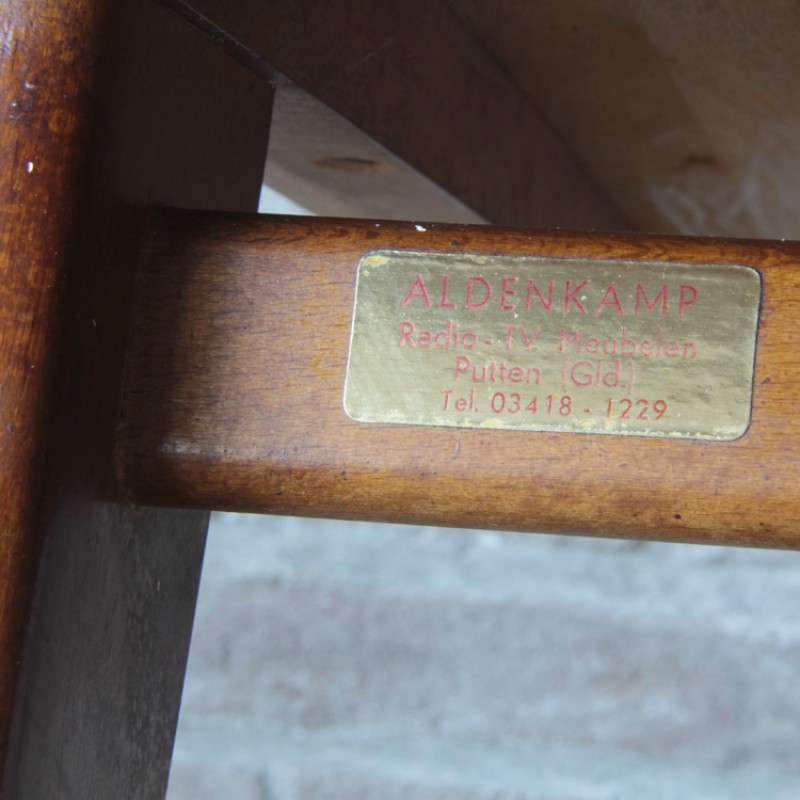 ALDENKAMP
Radio - TV Meubelen
Putten (Gld.)
Tel. 03418 - 1229